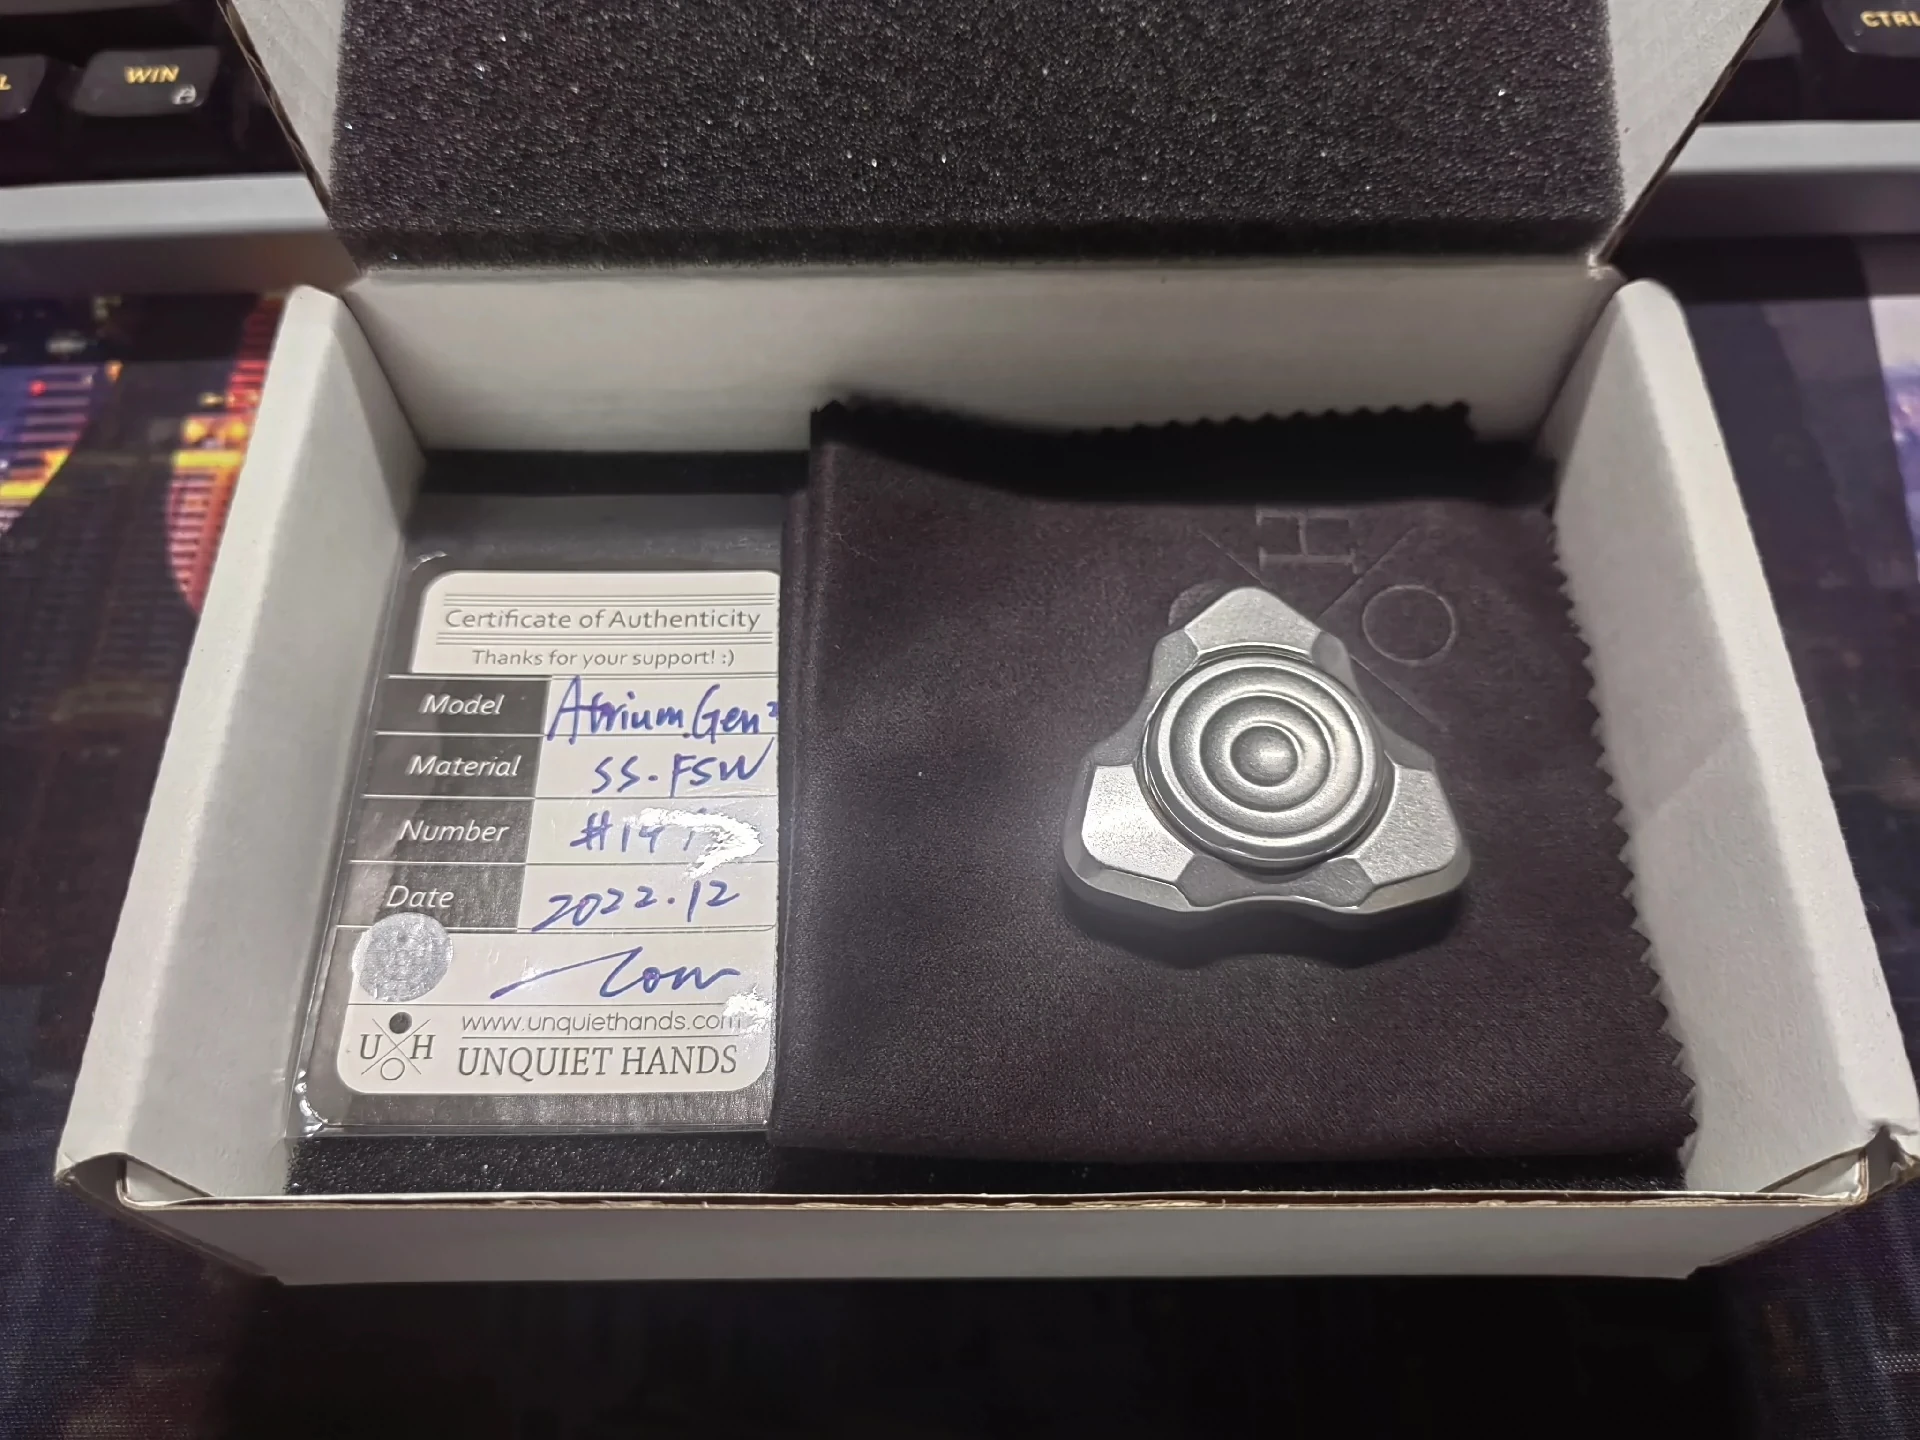 L
WIN
CTRL
Certificate of Authenticity
Thanks for your support! :)
Model Atrium.Gen²
Material SS.FSW
Number
Date 2022.12
www.unquiethands.com
U H UNQUIET HANDS
H O